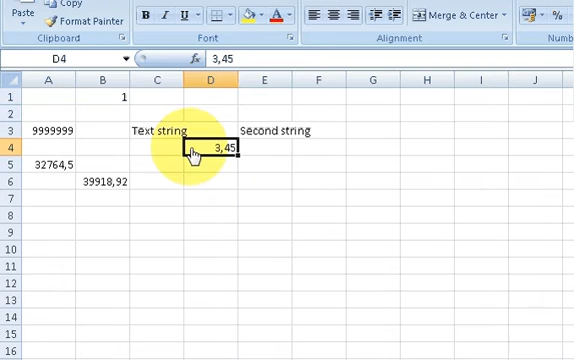 Copy
Paste
Format Painter
B I U A
Merge & Center
%
Clipboard Font Alignment Numb
D4 fx 3,45
A B C D E F G H I J
1 1
2
3 9999999 Text string Second string
4 3,45
5 32764,5
6 39918,92
7
8
9
10
11
12
13
14
15
16